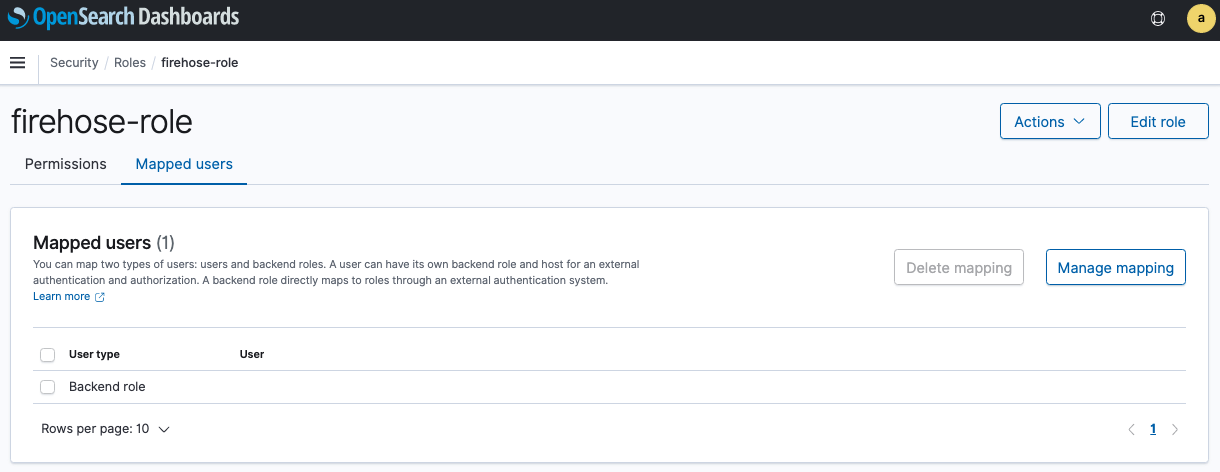 OpenSearch Dashboards
a
Security / Roles / firehose-role
firehose-role
Actions
Edit role
Permissions
Mapped users
Mapped users (1)
You can map two types of users: users and backend roles. A user can have its own backend role and host for an external
authentication and authorization. A backend role directly maps to roles through an external authentication system.
Learn more
Delete mapping
Manage mapping
User type
User
Backend role
Rows per page: 10
1